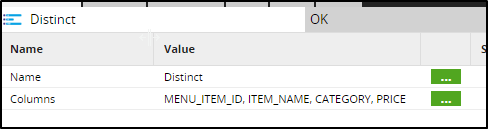 Distinct OK
Name Value S
Name Distinct ...
Columns MENU_ITEM_ID, ITEM_NAME, CATEGORY, PRICE ...